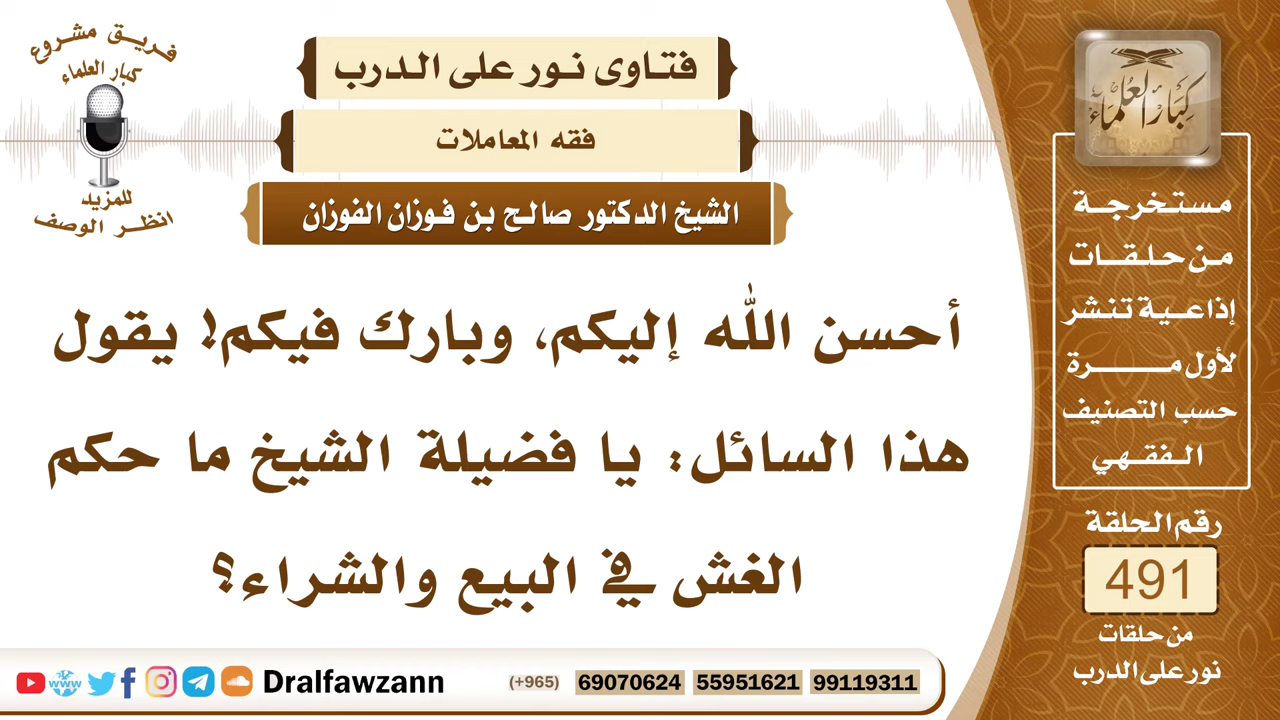 فريق مشروع
كبار العلماء
للمزيد
انظر الوصف
فتاوى نور على الدرب
فقه المعاملات
الشيخ الدكتور صالح بن فوزان الفوزان
كبار العلماء
مستخرجة
من حلقات
إذاعية تنشر
لأول مرة
حسب التصنيف
الفقهي
رقم الحلقة
491
من حلقات
نور على الدرب
أحسن الله إليكم، وبارك فيكم! يقول
هذا السائل: يا فضيلة الشيخ ما حكم
الغش في البيع والشراء؟
www Dralfawzann (+965) 69070624 55951621 99119311